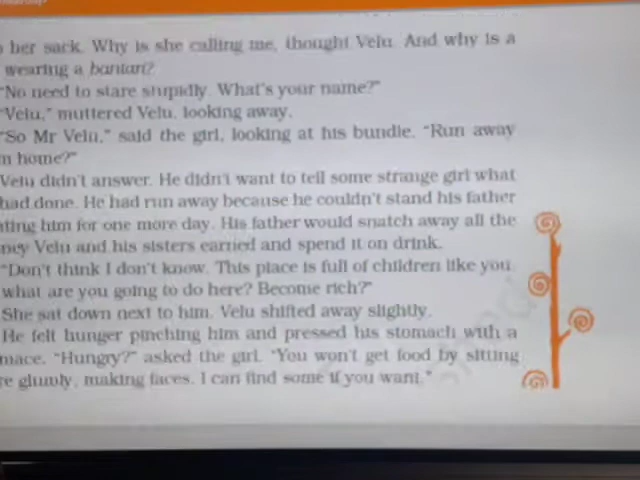 her sack. Why is she calling me, thought Velu. And why is a
wearing a banian?
"No need to stare stupidly. What's your name?"
"Velu," muttered Velu, looking away.
"So Mr Velu," said the girl, looking at his bundle. "Run away
m home?"
Velu didn't answer. He didn't want to tell some strange girl what
had done. He had run away because he couldn't stand his father
ting him for one more day. His father would snatch away all the
ney Velu and his sisters earned and spend it on drink.
"Don't think I don't know. This place is full of children like you.
what are you going to do here? Become rich?"
She sat down next to him. Velu shifted away slightly.
He felt hunger pinching him and pressed his stomach with a
mace. "Hungry?" asked the girl. "You won't get food by sitting
re glumly, making faces. I can find some if you want."